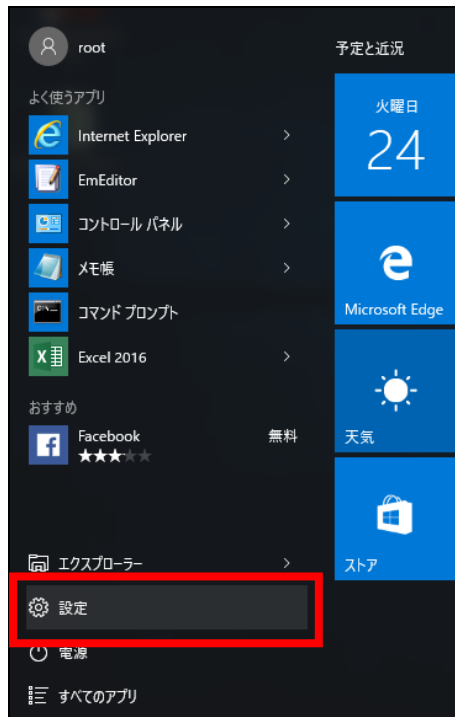 root
よく使うアプリ
Internet Explorer
EmEditor
コントロール パネル
メモ帳
コマンド プロンプト
Excel 2016
おすすめ
Facebook
無料
エクスプローラー
設定
電源
すべてのアプリ
予定と近況
火曜日
24
Microsoft Edge
天気
ストア